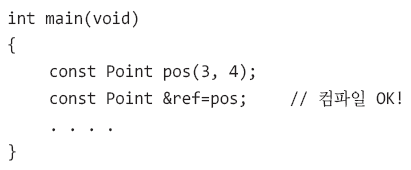 int main(void)
{
const Point pos(3, 4);
const Point &ref=pos; // 컴파일 OK!
. . . .
}